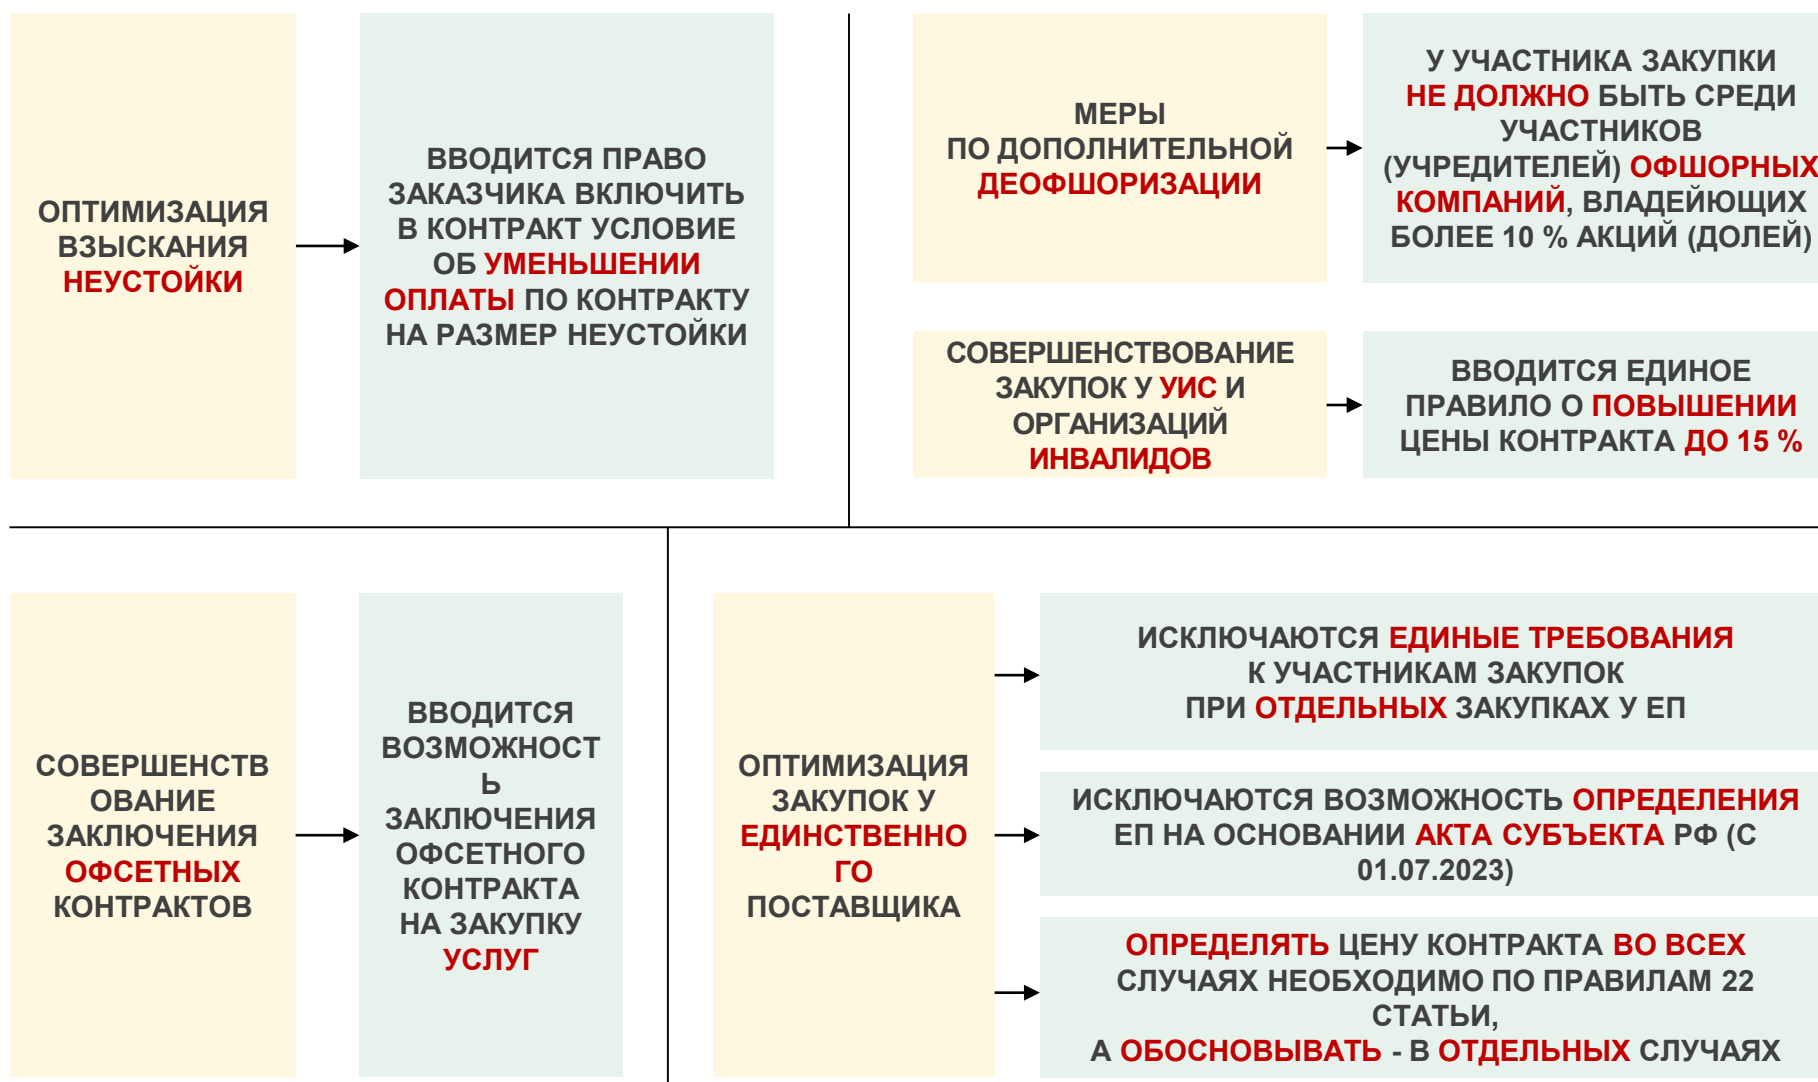 ОПТИМИЗАЦИЯ
ВЗЫСКАНИЯ
НЕУСТОЙКИ
ВВОДИТСЯ ПРАВО
ЗАКАЗЧИКА ВКЛЮЧИТЬ
В КОНТРАКТ УСЛОВИЕ
ОБ УМЕНЬШЕНИИ
ОПЛАТЫ ПО КОНТРАКТУ
НА РАЗМЕР НЕУСТОЙКИ
МЕРЫ
ПО ДОПОЛНИТЕЛЬНОЙ
ДЕОФШОРИЗАЦИИ
У УЧАСТНИКА ЗАКУПКИ
НЕ ДОЛЖНО БЫТЬ СРЕДИ
УЧАСТНИКОВ
(УЧРЕДИТЕЛЕЙ) ОФШОРНЫХ
КОМПАНИЙ, ВЛАДЕЙЮЩИХ
БОЛЕЕ 10 % АКЦИЙ (ДОЛЕЙ)
СОВЕРШЕНСТВОВАНИЕ
ЗАКУПОК У УИС И
ОРГАНИЗАЦИЙ
ИНВАЛИДОВ
ВВОДИТСЯ ЕДИНОЕ
ПРАВИЛО О ПОВЫШЕНИИ
ЦЕНЫ КОНТРАКТА ДО 15 %
СОВЕРШЕНСТВ
ОВАНИЕ
ЗАКЛЮЧЕНИЯ
ОФСЕТНЫХ
КОНТРАКТОВ
ВВОДИТСЯ
ВОЗМОЖНОСТ
Ь
ЗАКЛЮЧЕНИЯ
ОФСЕТНОГО
КОНТРАКТА
НА ЗАКУПКУ
УСЛУГ
ОПТИМИЗАЦИЯ
ЗАКУПОК У
ЕДИНСТВЕННО
ГО
ПОСТАВЩИКА
ИСКЛЮЧАЮТСЯ ЕДИНЫЕ ТРЕБОВАНИЯ
К УЧАСТНИКАМ ЗАКУПОК
ПРИ ОТДЕЛЬНЫХ ЗАКУПКАХ У ЕП
ИСКЛЮЧАЮТСЯ ВОЗМОЖНОСТЬ ОПРЕДЕЛЕНИЯ
ЕП НА ОСНОВАНИИ АКТА СУБЪЕКТА РФ (С
01.07.2023)
ОПРЕДЕЛЯТЬ ЦЕНУ КОНТРАКТА ВО ВСЕХ
СЛУЧАЯХ НЕОБХОДИМО ПО ПРАВИЛАМ 22
СТАТЬИ,
А ОБОСНОВЫВАТЬ - В ОТДЕЛЬНЫХ СЛУЧАЯХ